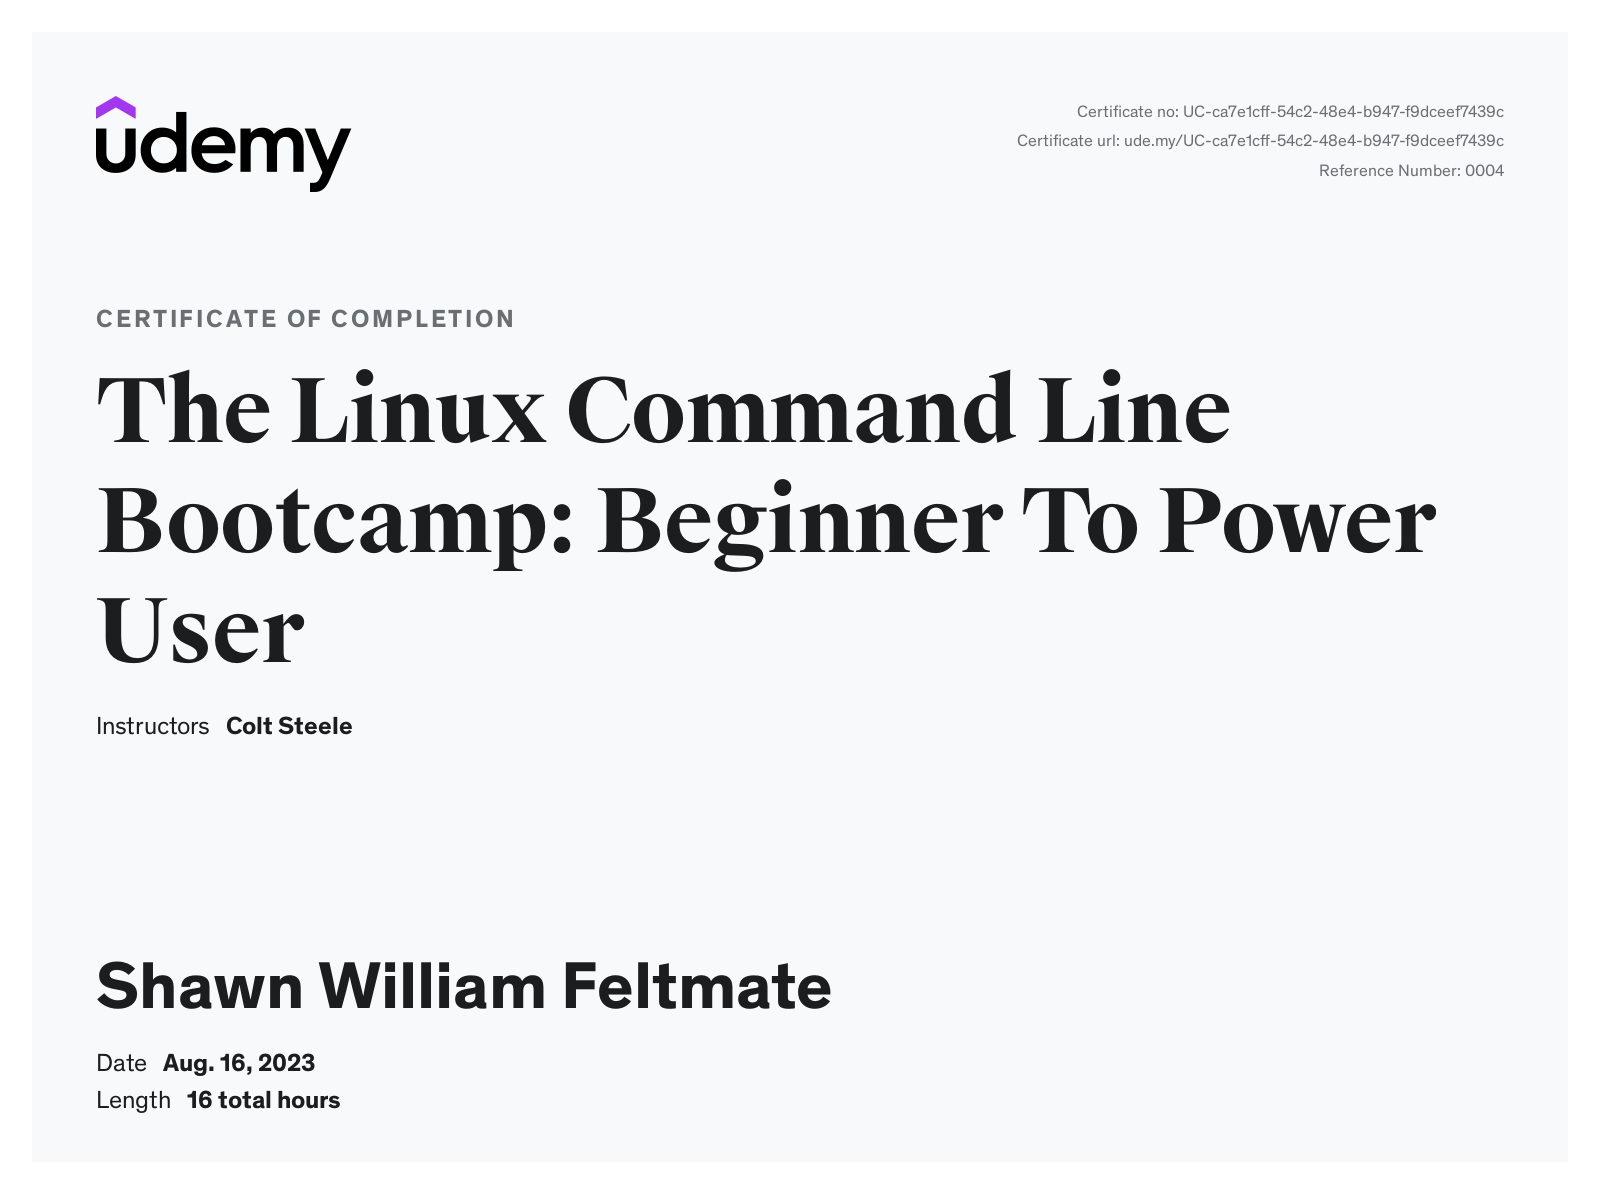 udemy
Certificate no: UC-ca7e1cff-54c2-48e4-b947-f9dceef7439c
Certificate url: ude.my/UC-ca7e1cff-54c2-48e4-b947-f9dceef7439c
Reference Number: 0004
CERTIFICATE OF COMPLETION
The Linux Command Line
Bootcamp: Beginner To Power
User
Instructors Colt Steele
Shawn William Feltmate
Date Aug. 16, 2023
Length 16 total hours